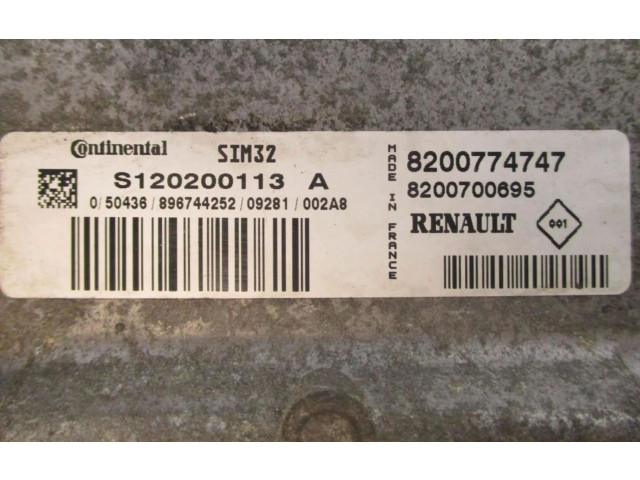 Continental SIM32
S120200113 A
0/50436/896744252/09281/002A8
MADE IN FRANCE
8200774747
8200700695
RENAULT 001